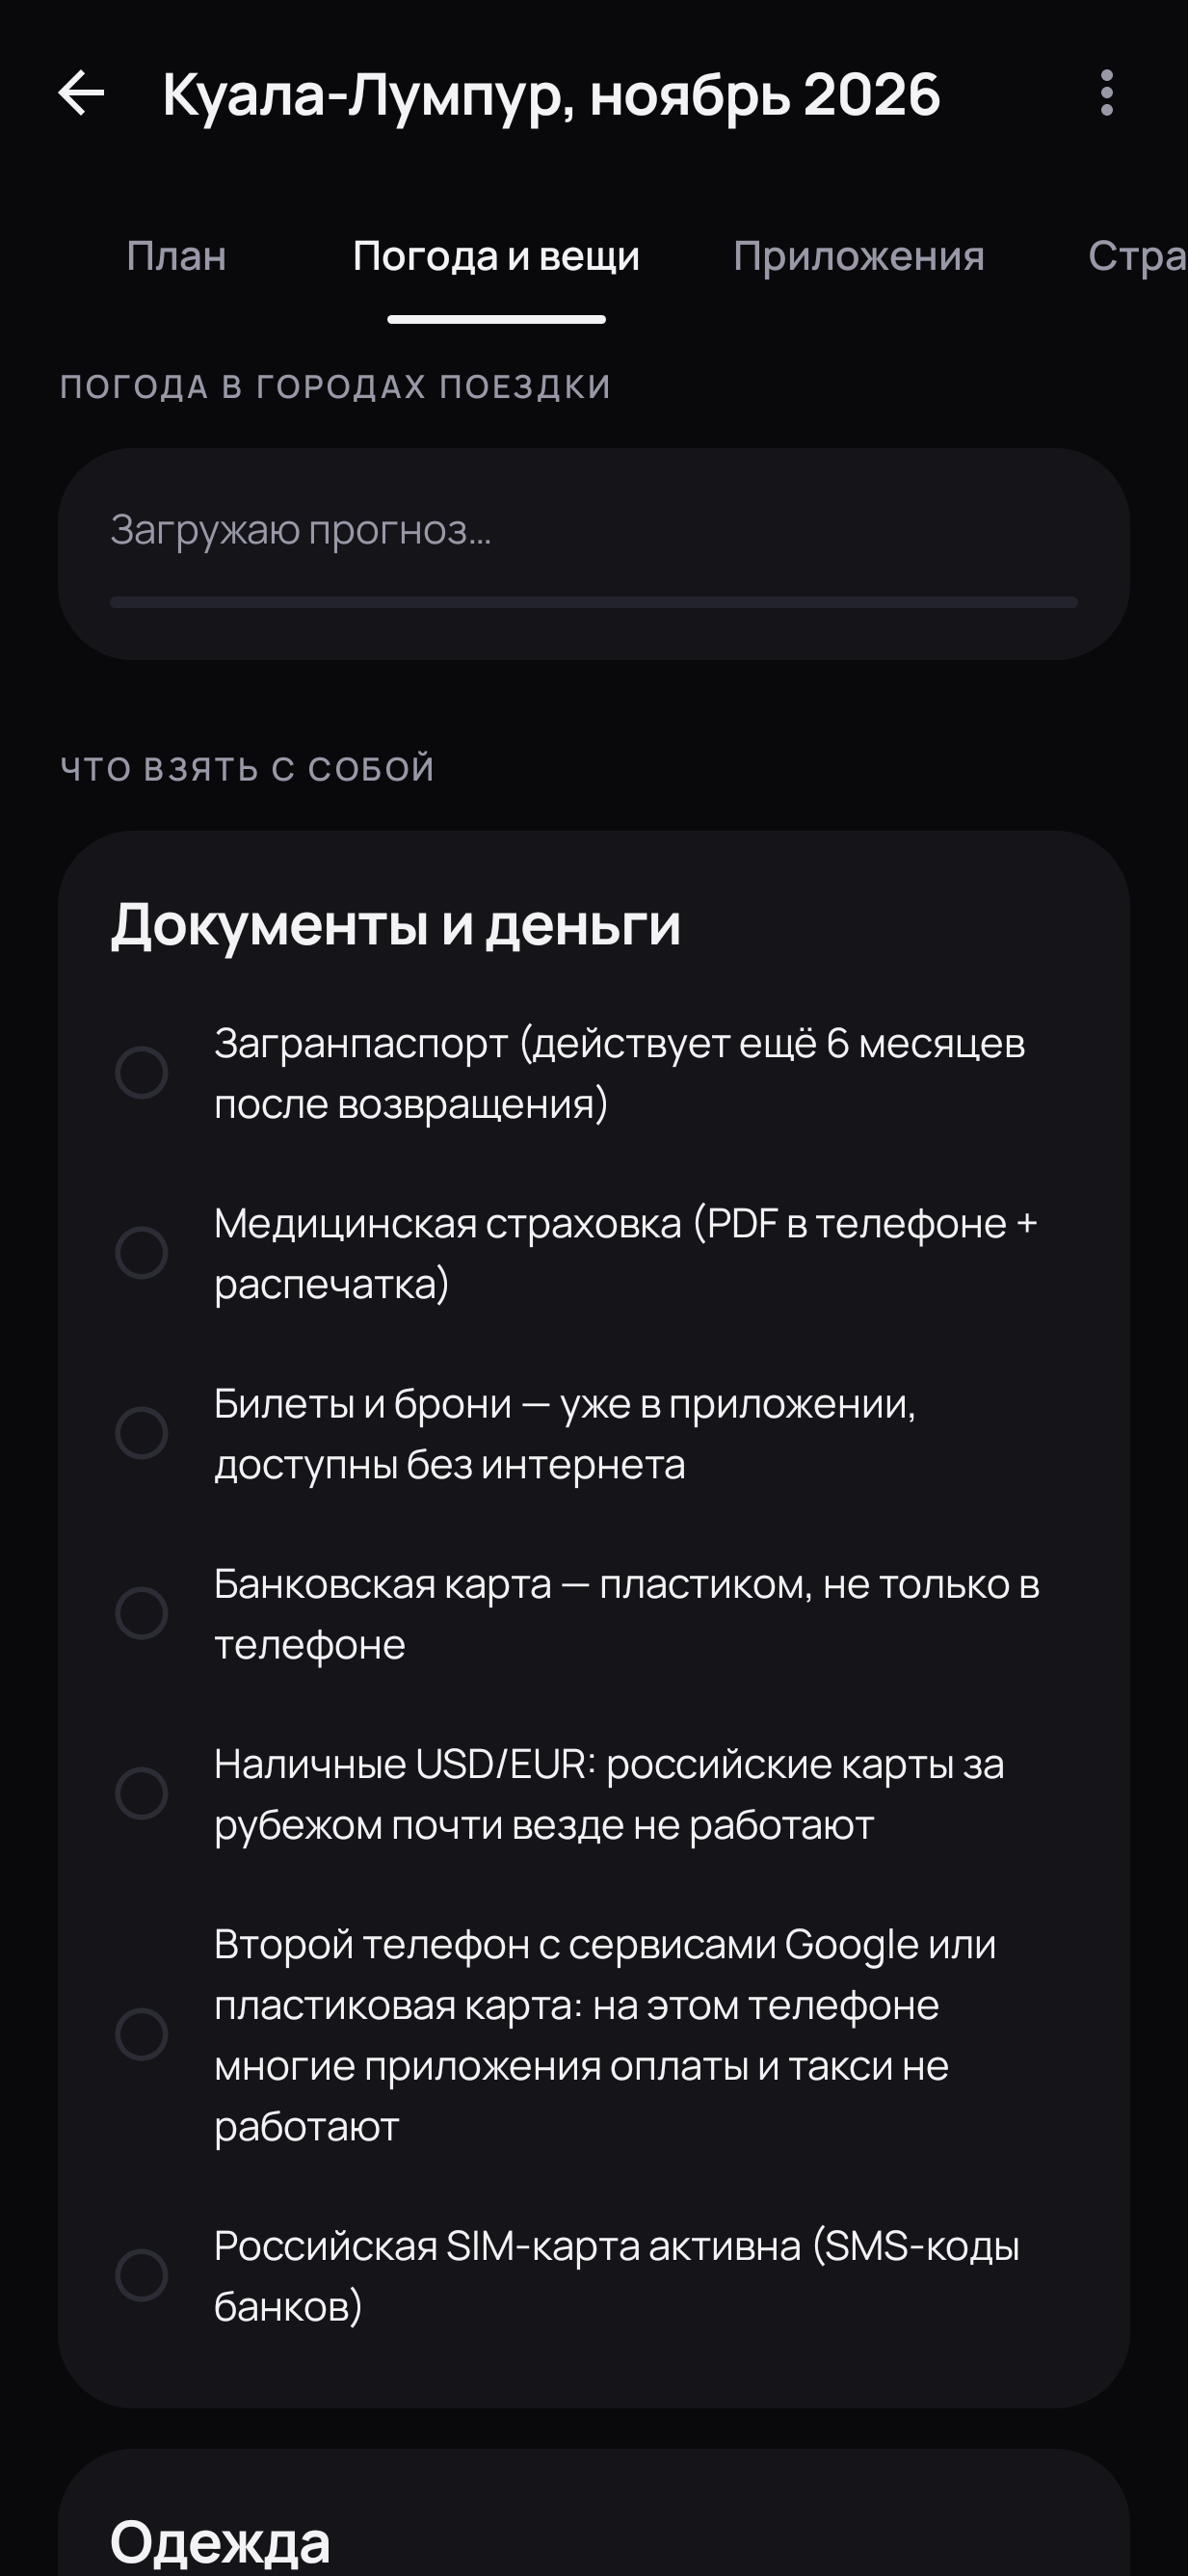 Куала-Лумпур, ноябрь 2026
План
Погода и вещи
Приложения
Стра
ПОГОДА В ГОРОДАХ ПОЕЗДКИ
Загружаю прогноз...
ЧТО ВЗЯТЬ С СОБОЙ
Документы и деньги
Загранпаспорт (действует ещё 6 месяцев
после возвращения)
Медицинская страховка (PDF в телефоне +
распечатка)
Билеты и брони — уже в приложении,
доступны без интернета
Банковская карта — пластиком, не только в
телефоне
Наличные USD/EUR: российские карты за
рубежом почти везде не работают
Второй телефон с сервисами Google или
пластиковая карта: на этом телефоне
многие приложения оплаты и такси не
работают
Российская SIM-карта активна (SMS-коды
банков)
Одежда